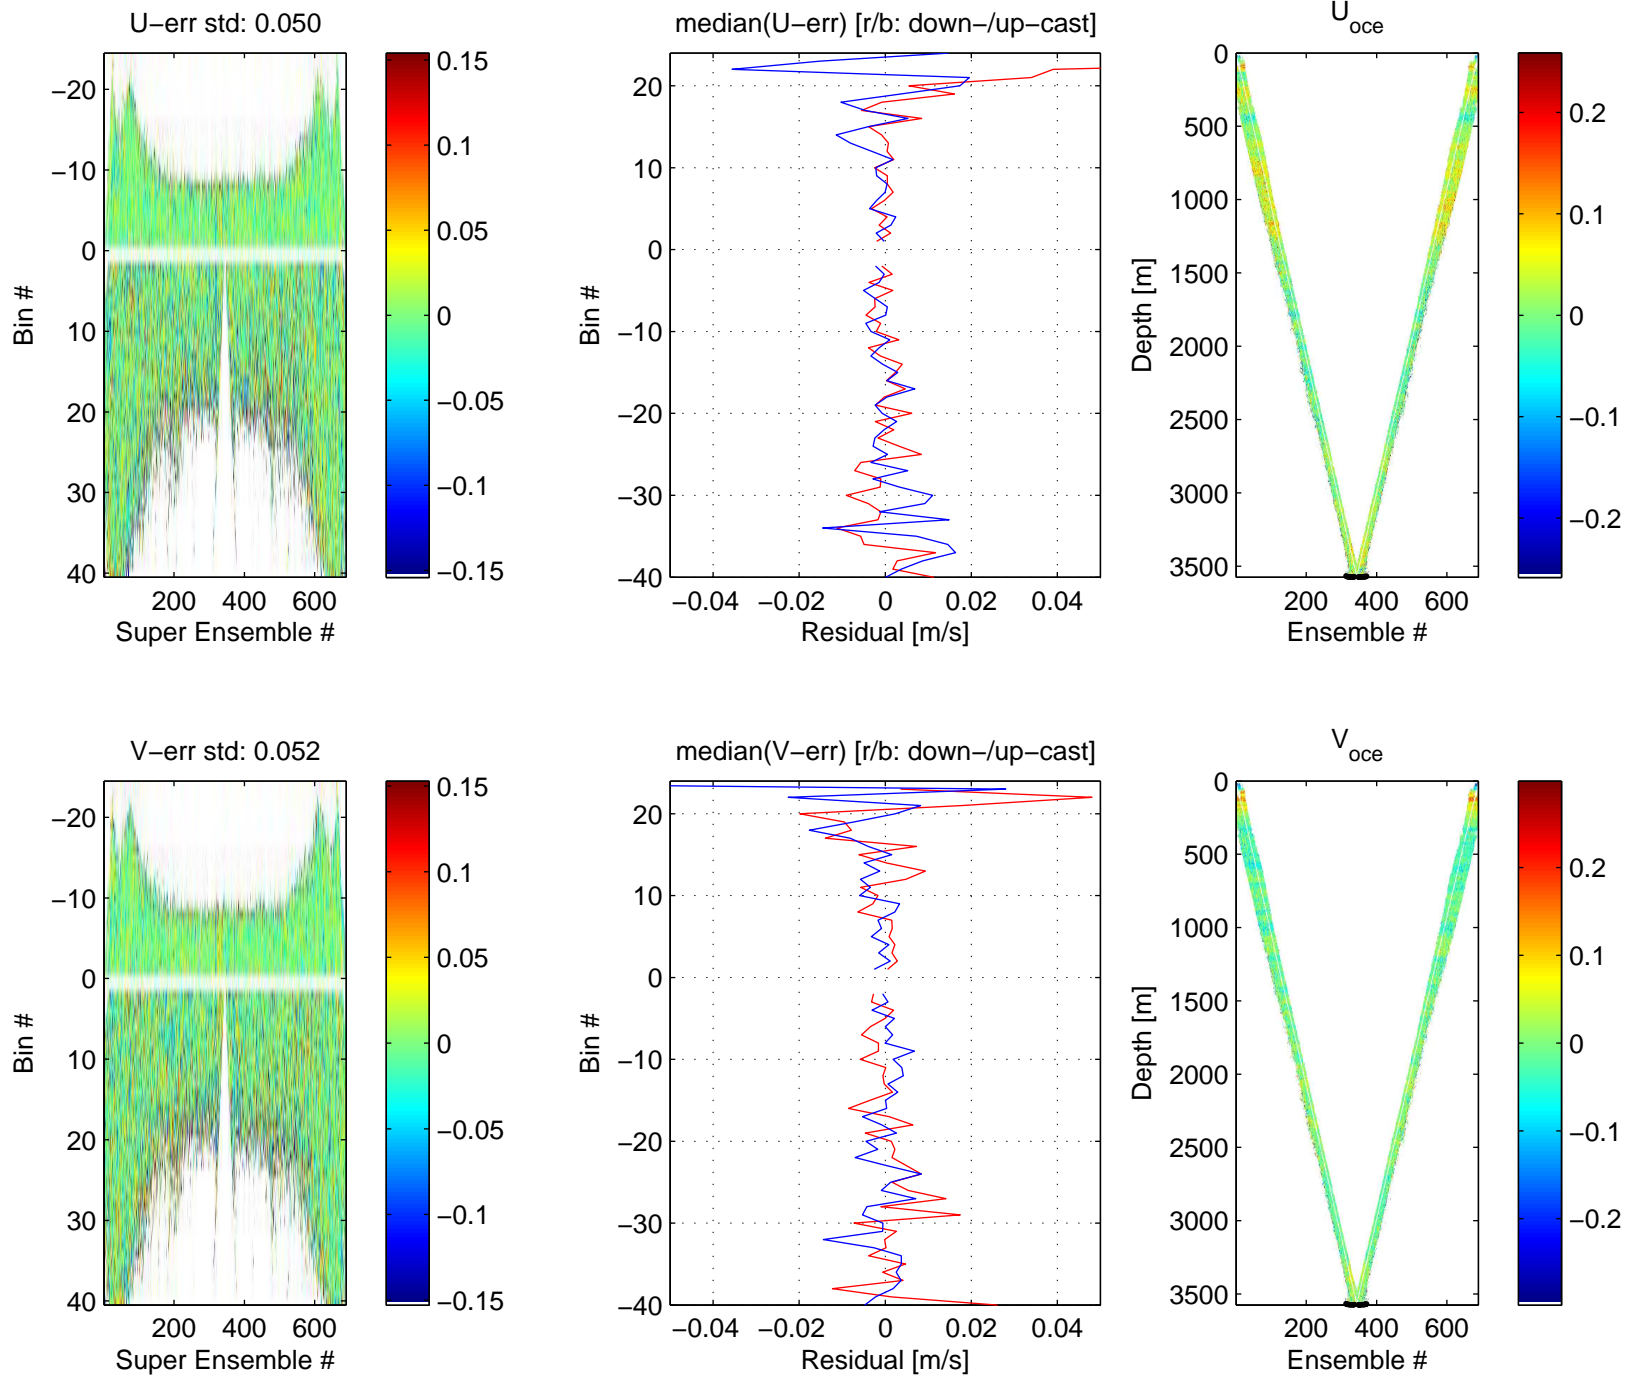 U−err std: 0.050
−20
−10
0
10
20
30
40
Bin #
200 400 600
Super Ensemble #
0.15
0.1
0.05
0
−0.05
−0.1
−0.15
median(U−err) [r/b: down−/up−cast]
20
10
0
−10
−20
−30
−40
Bin #
−0.04 −0.02 0 0.02 0.04
Residual [m/s]
U_oce
0
500
1000
1500
2000
2500
3000
3500
Depth [m]
200 400 600
Ensemble #
0.2
0.1
0
−0.1
−0.2
V−err std: 0.052
−20
−10
0
10
20
30
40
Bin #
200 400 600
Super Ensemble #
0.15
0.1
0.05
0
−0.05
−0.1
−0.15
median(V−err) [r/b: down−/up−cast]
20
10
0
−10
−20
−30
−40
Bin #
−0.04 −0.02 0 0.02 0.04
Residual [m/s]
V_oce
0
500
1000
1500
2000
2500
3000
3500
Depth [m]
200 400 600
Ensemble #
0.2
0.1
0
−0.1
−0.2